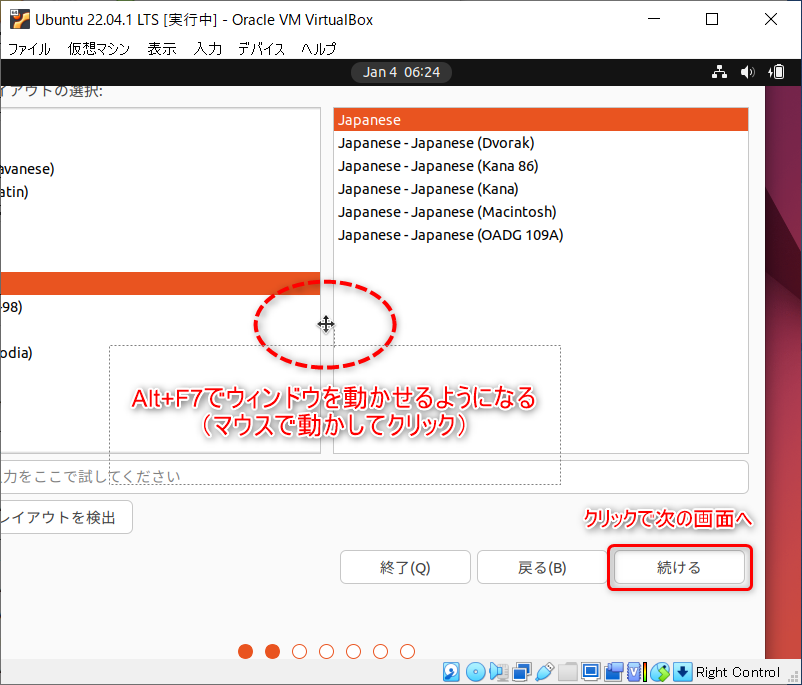 Ubuntu 22.04.1 LTS [実行中] - Oracle VM VirtualBox
ファイル 仮想マシン 表示 入力 デバイス ヘルプ
Jan 4 06:24
イアウトの選択:
Japanese
Japanese - Japanese (Dvorak)
avanese)
Japanese - Japanese (Kana 86)
atin)
Japanese - Japanese (Kana)
Japanese - Japanese (Macintosh)
Japanese - Japanese (OADG 109A)
-98)
odia)
Alt+F7でウィンドウを動かせるようになる
（マウスで動かしてクリック）
入力をここで試してください
レイアウトを検出
クリックで次の画面へ
終了(Q)
戻る(B)
続ける
Right Control